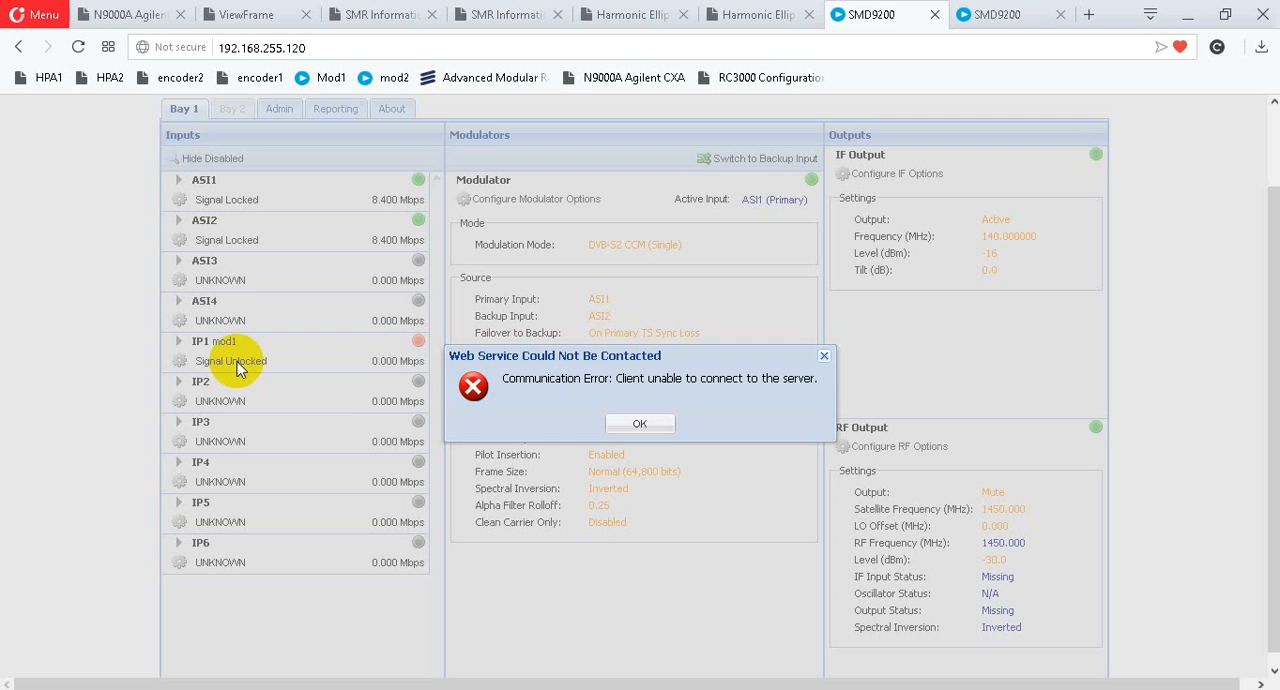 Menu N9000A Agilen ViewFrame SMR Informati SMR Informati Harmonic Ellip Harmonic Ellip SMD9200 SMD9200
Not secure 192.168.255.120
HPA1 HPA2 encoder2 encoder1 Mod1 mod2 Advanced Modular R N9000A Agilent CXA RC3000 Configuratio
Bay 1 Bay 2 Admin Reporting About
Inputs
Hide Disabled
ASI1
Signal Locked 8.400 Mbps
ASI2
Signal Locked 8.400 Mbps
ASI3
UNKNOWN 0.000 Mbps
ASI4
UNKNOWN 0.000 Mbps
IP1 mod1
Signal Unlocked 0.000 Mbps
IP2
UNKNOWN 0.000 Mbps
IP3
UNKNOWN 0.000 Mbps
IP4
UNKNOWN 0.000 Mbps
IP5
UNKNOWN 0.000 Mbps
IP6
UNKNOWN 0.000 Mbps
Modulators
Switch to Backup Input
Modulator
Configure Modulator Options Active Input: ASI1 (Primary)
Mode
Modulation Mode: DVB-S2 CCM (Single)
Source
Primary Input: ASI1
Backup Input: ASI2
Failover to Backup: On Primary TS Sync Loss
Web Service Could Not Be Contacted
Communication Error: Client unable to connect to the server.
OK
Pilot Insertion: Enabled
Frame Size: Normal (64,800 bits)
Spectral Inversion: Inverted
Alpha Filter Rolloff: 0.25
Clean Carrier Only: Disabled
Outputs
IF Output
Configure IF Options
Settings
Output: Active
Frequency (MHz): 140.000000
Level (dBm): -16
Tilt (dB): 0.0
RF Output
Configure RF Options
Settings
Output: Mute
Satellite Frequency (MHz): 1450.000
LO Offset (MHz): 0.000
RF Frequency (MHz): 1450.000
Level (dBm): -30.0
IF Input Status: Missing
Oscillator Status: N/A
Output Status: Missing
Spectral Inversion: Inverted